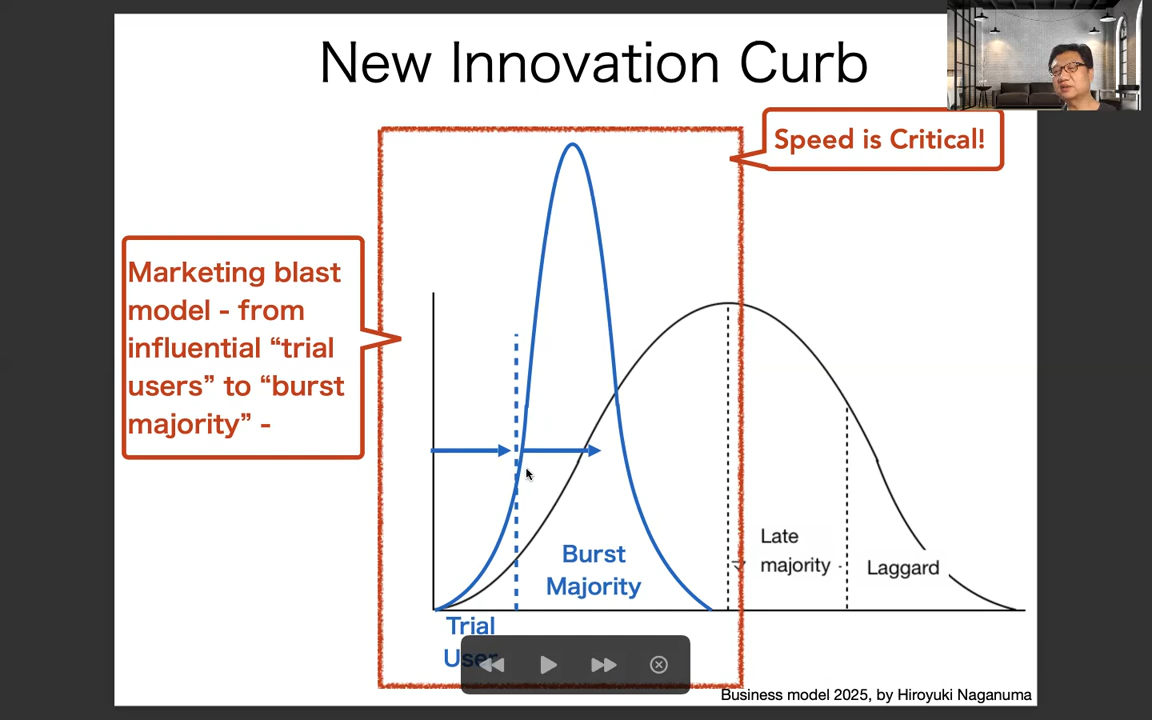 New Innovation Curb
Speed is Critical!
Marketing blast
model - from
influential “trial
users” to “burst
majority” -
Burst
Majority
Late
majority
Laggard
Trial
User
Business model 2025, by Hiroyuki Naganuma